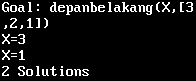 Goal: depanbelakang(X,[3
,2,1])
X=3
X=1
2 Solutions